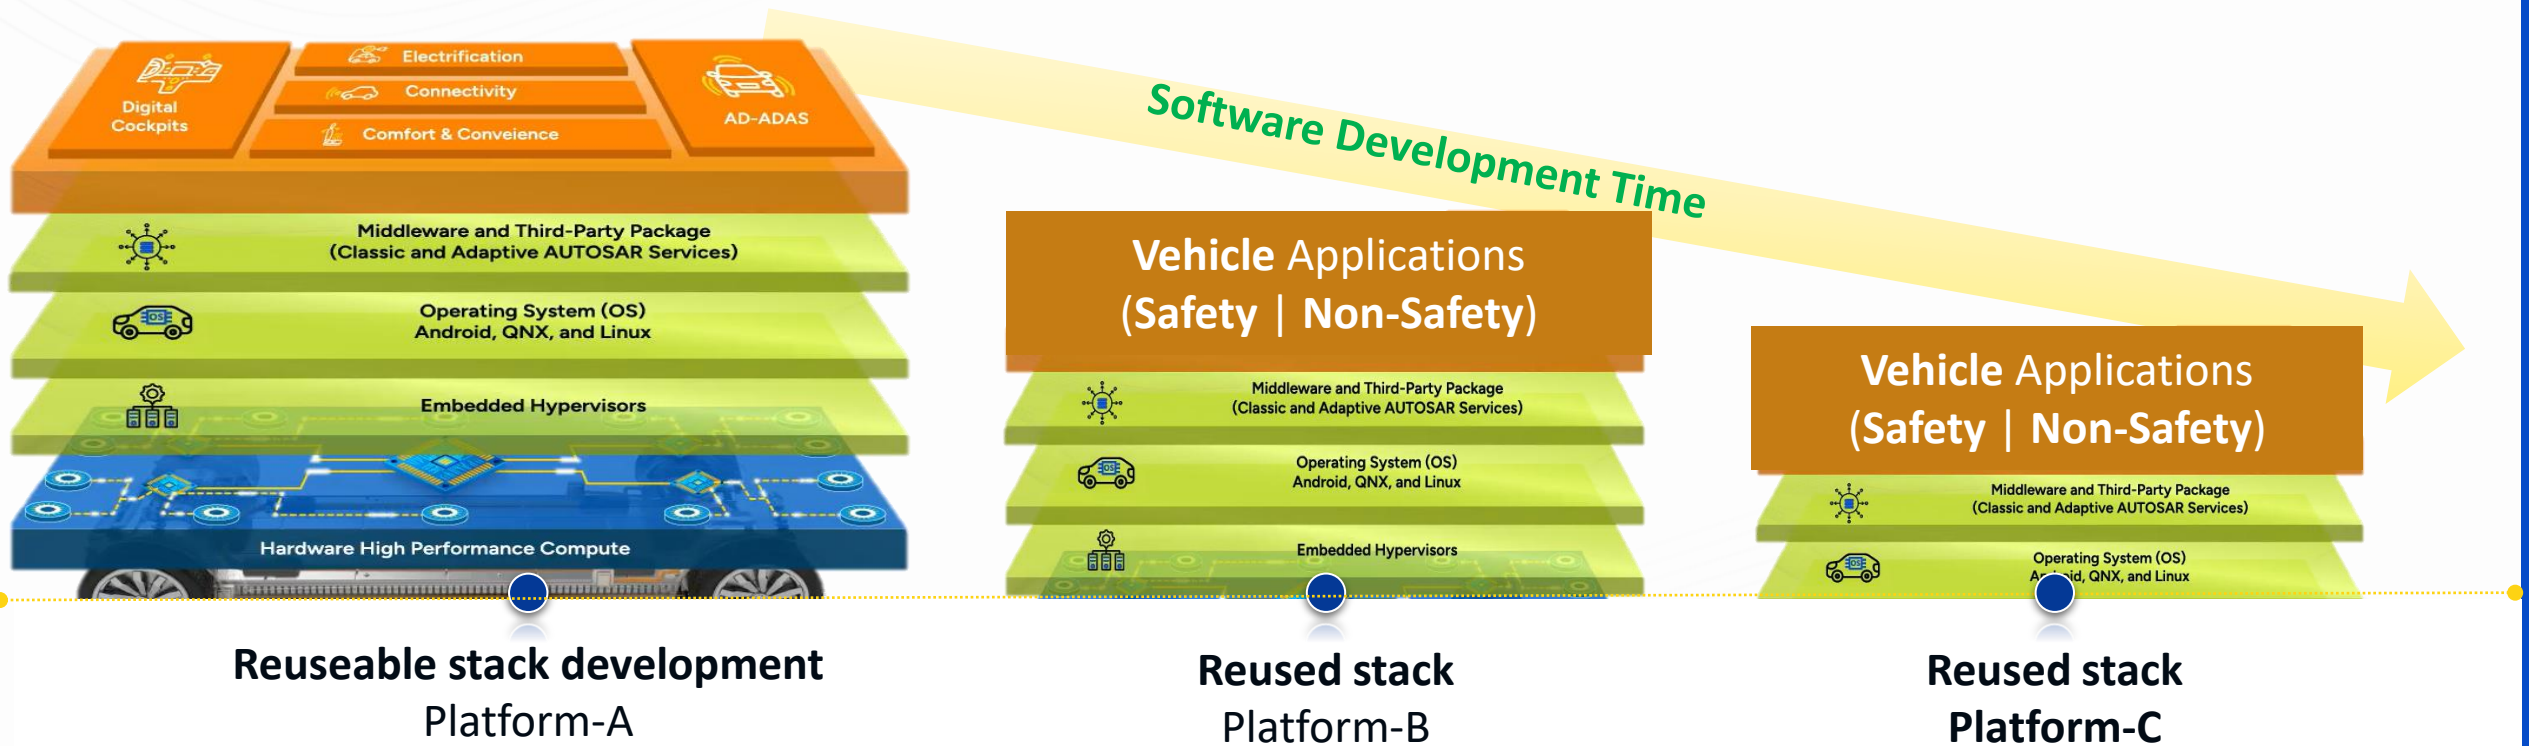 Digital
Cockpits
Electrification
Connectivity
Comfort & Conveience
AD-ADAS
Middleware and Third-Party Package
(Classic and Adaptive AUTOSAR Services)
OS
Operating System (OS)
Android, QNX, and Linux
Embedded Hypervisors
Hardware High Performance Compute
Reuseable stack development
Platform-A
Software Development Time
Vehicle Applications
(Safety | Non-Safety)
Middleware and Third-Party Package
(Classic and Adaptive AUTOSAR Services)
OS
Operating System (OS)
Android, QNX, and Linux
Embedded Hypervisors
Reused stack
Platform-B
Vehicle Applications
(Safety | Non-Safety)
Middleware and Third-Party Package
(Classic and Adaptive AUTOSAR Services)
OS
Operating System (OS)
Android, QNX, and Linux
Reused stack
Platform-C